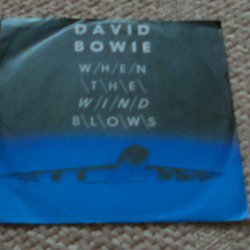 DAVID
BOWIE
W/H/E/N
\T\H\E\
W/I/N/D
B\L\O\W\S